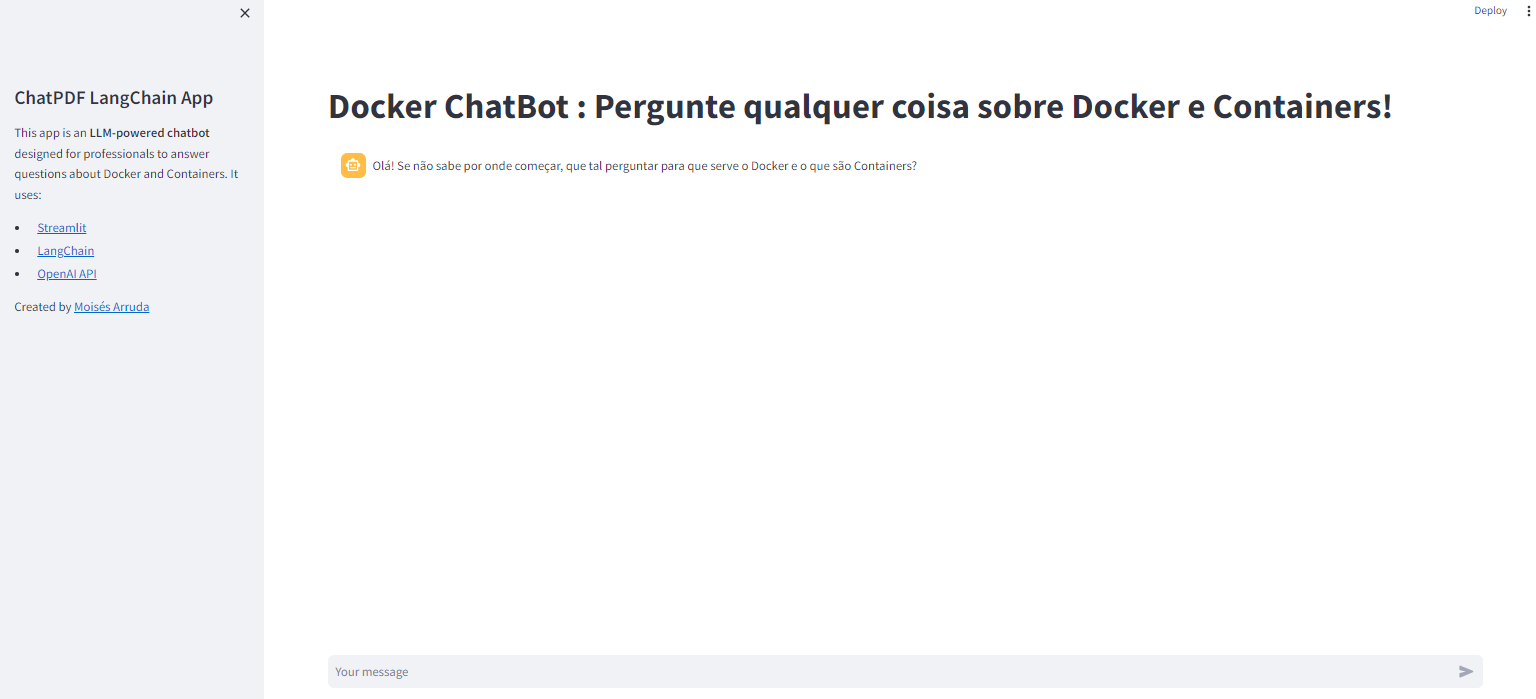 Deploy
ChatPDF LangChain App
This app is an LLM-powered chatbot
designed for professionals to answer
questions about Docker and Containers. It
uses:
Streamlit
LangChain
OpenAI API
Created by Moisés Arruda
Docker ChatBot : Pergunte qualquer coisa sobre Docker e Containers!
Olá! Se não sabe por onde começar, que tal perguntar para que serve o Docker e o que são Containers?
Your message